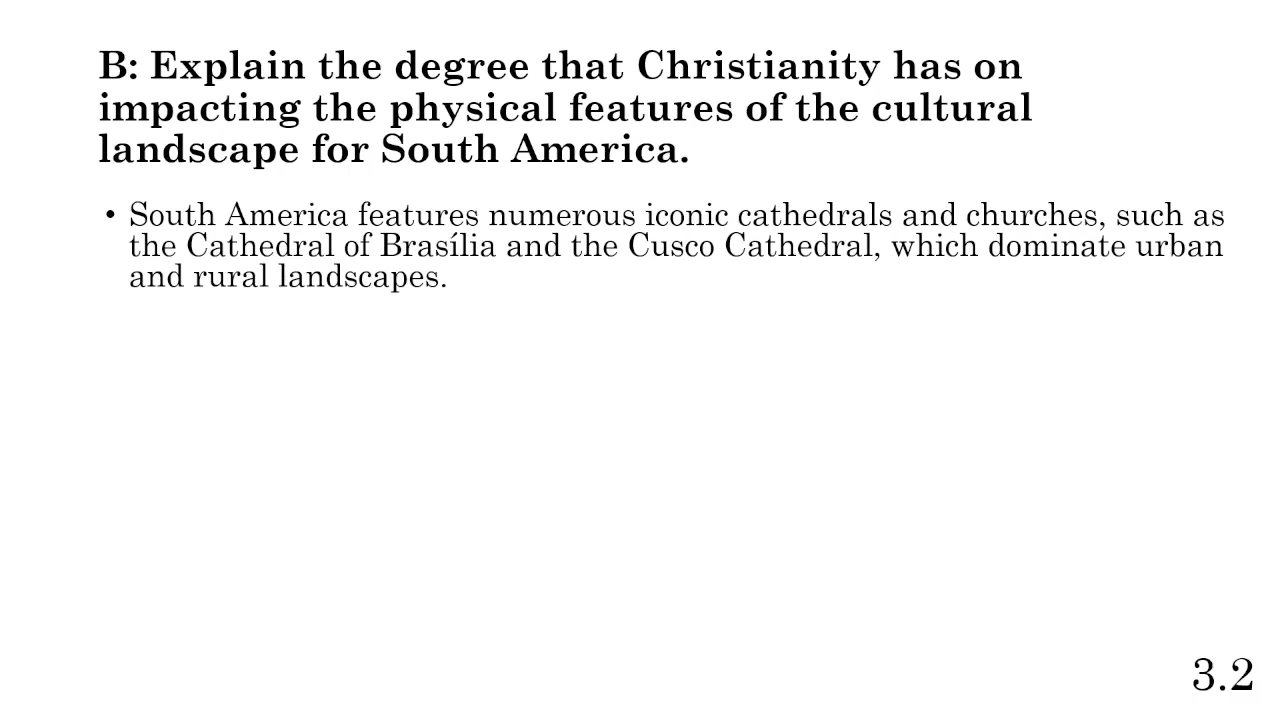 B: Explain the degree that Christianity has on
impacting the physical features of the cultural
landscape for South America.
• South America features numerous iconic cathedrals and churches, such as
the Cathedral of Brasília and the Cusco Cathedral, which dominate urban
and rural landscapes.
3.2